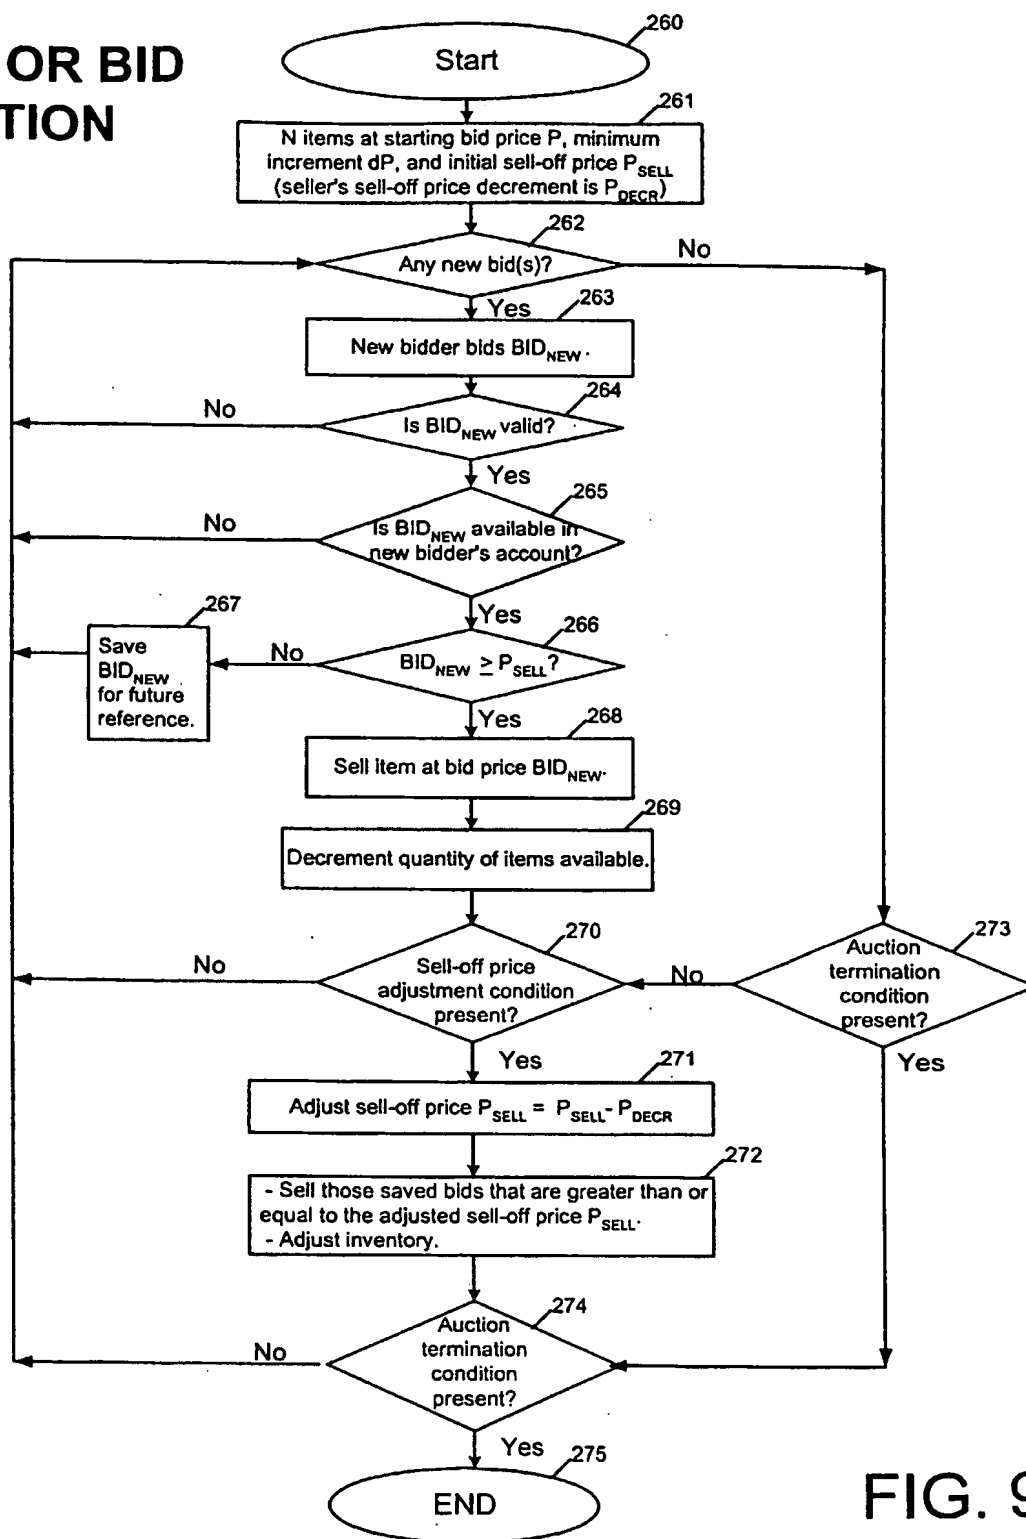 OR BID
TION
260
Start
261
N items at starting bid price P, minimum
increment dP, and initial sell-off price PSELL
(seller's sell-off price decrement is PDECR)
262
Any new bid(s)?
No
Yes
263
New bidder bids BIDNEW.
264
No
Is BIDNEW valid?
Yes
265
No
Is BIDNEW available in
new bidder's account?
Yes
267
266
Save
BIDNEW
for future
reference.
No
BIDNEW ≥ PSELL?
Yes
268
Sell item at bid price BIDNEW.
269
Decrement quantity of items available.
270
273
No
Sell-off price
adjustment condition
present?
No
Auction
termination
condition
present?
Yes
Yes
271
Adjust sell-off price PSELL = PSELL - PDECR
272
- Sell those saved bids that are greater than or
equal to the adjusted sell-off price PSELL.
- Adjust inventory.
274
No
Auction
termination
condition
present?
Yes
275
END
FIG. 9